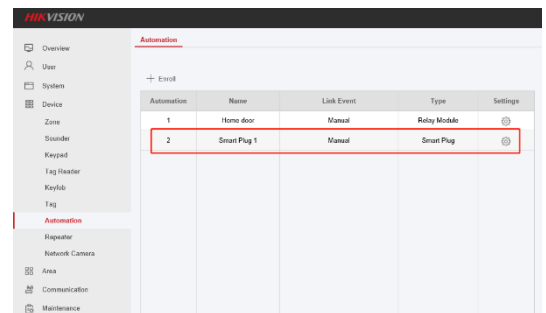 HIKVISION
Overview
User
System
Device
Zone
Sounder
Keypad
Tag Reader
Keyfob
Tag
Automation
Repeater
Network Camera
Area
Communication
Maintenance
Automation
+ Enroll
Automation Name Link Event Type Settings
1 Home door Manual Relay Module
2 Smart Plug 1 Manual Smart Plug